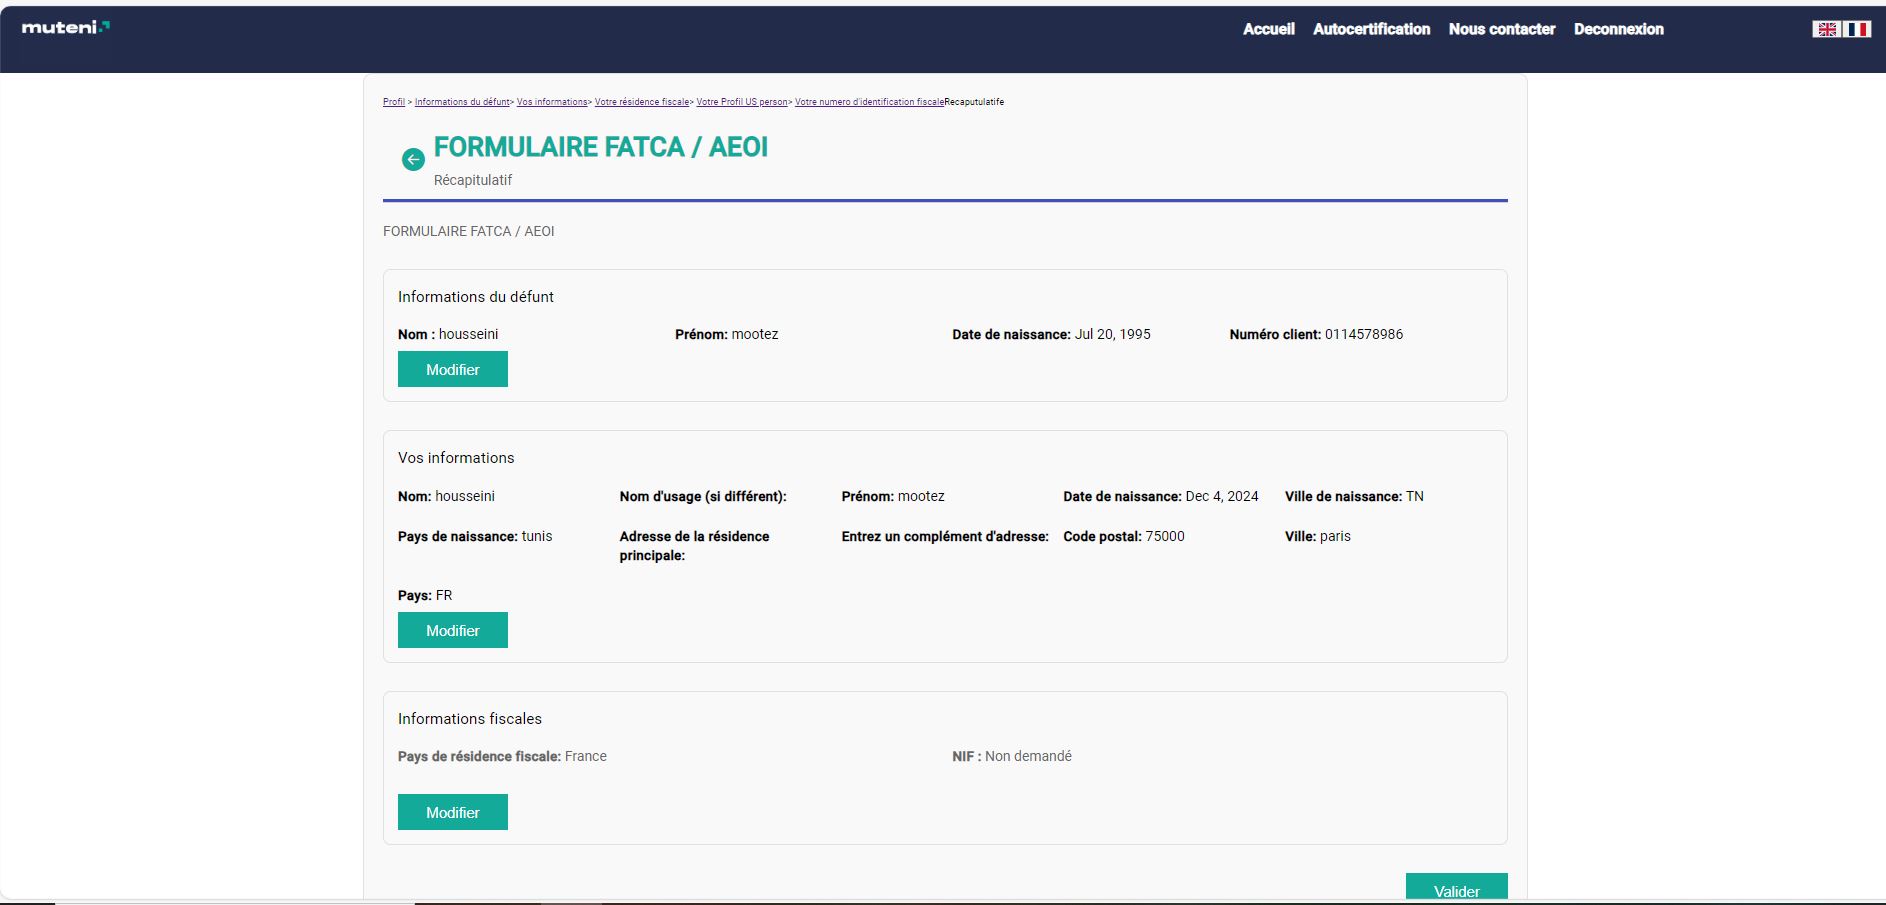 muteni
Accueil Autocertification Nous contacter Deconnexion
Profil > Informations du défunt> Vos informations> Votre résidence fiscale> Votre Profil US person> Votre numero d'identification fiscaleRecaputulatife
FORMULAIRE FATCA / AEOI
Récapitulatif
FORMULAIRE FATCA / AEOI
Informations du défunt
Nom : housseini Prénom: mootez Date de naissance: Jul 20, 1995 Numéro client: 0114578986
Modifier
Vos informations
Nom: housseini Nom d'usage (si différent): Prénom: mootez Date de naissance: Dec 4, 2024 Ville de naissance: TN
Pays de naissance: tunis Adresse de la résidence Entrez un complément d'adresse: Code postal: 75000 Ville: paris
principale:
Pays: FR
Modifier
Informations fiscales
Pays de résidence fiscale: France NIF : Non demandé
Modifier
Valider